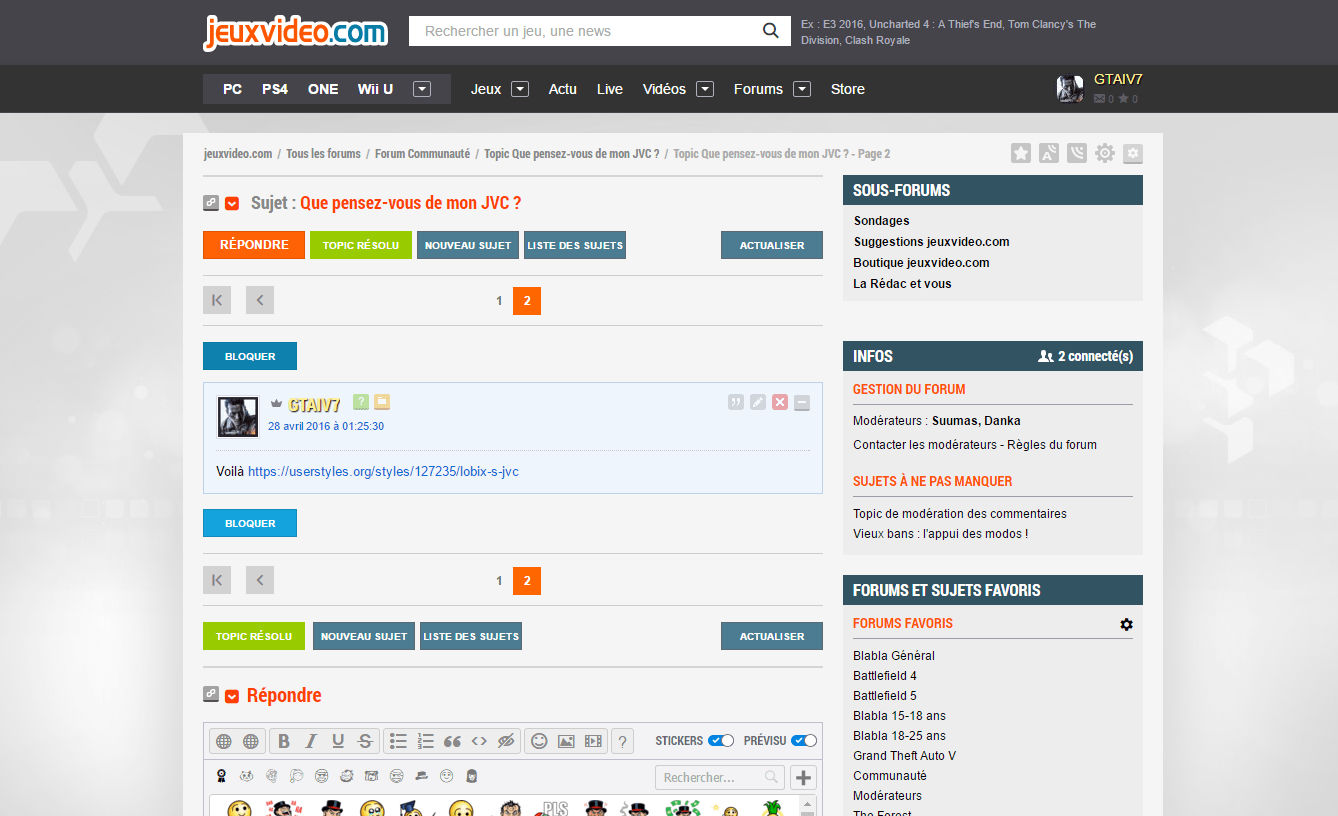 jeuxvideo.com
Rechercher un jeu, une news
Ex : E3 2016, Uncharted 4 : A Thief's End, Tom Clancy's The
Division, Clash Royale
PC PS4 ONE Wii U Jeux Actu Live Vidéos Forums Store
GTAIV7
0 0
jeuxvideo.com / Tous les forums / Forum Communauté / Topic Que pensez-vous de mon JVC ? / Topic Que pensez-vous de mon JVC ? - Page 2
Sujet : Que pensez-vous de mon JVC ?
RÉPONDRE TOPIC RÉSOLU NOUVEAU SUJET LISTE DES SUJETS ACTUALISER
1 2
BLOQUER
GTAIV7
28 avril 2016 à 01:25:30
Voilà https://userstyles.org/styles/127235/lobix-s-jvc
BLOQUER
1 2
TOPIC RÉSOLU NOUVEAU SUJET LISTE DES SUJETS ACTUALISER
Répondre
B I U S ? STICKERS PRÉVISU
Rechercher...
PLS
SOUS-FORUMS
Sondages
Suggestions jeuxvideo.com
Boutique jeuxvideo.com
La Rédac et vous
INFOS 2 connecté(s)
GESTION DU FORUM
Modérateurs : Suumas, Danka
Contacter les modérateurs - Règles du forum
SUJETS À NE PAS MANQUER
Topic de modération des commentaires
Vieux bans : l'appui des modos !
FORUMS ET SUJETS FAVORIS
FORUMS FAVORIS
Blabla Général
Battlefield 4
Battlefield 5
Blabla 15-18 ans
Blabla 18-25 ans
Grand Theft Auto V
Communauté
Modérateurs
The Forest